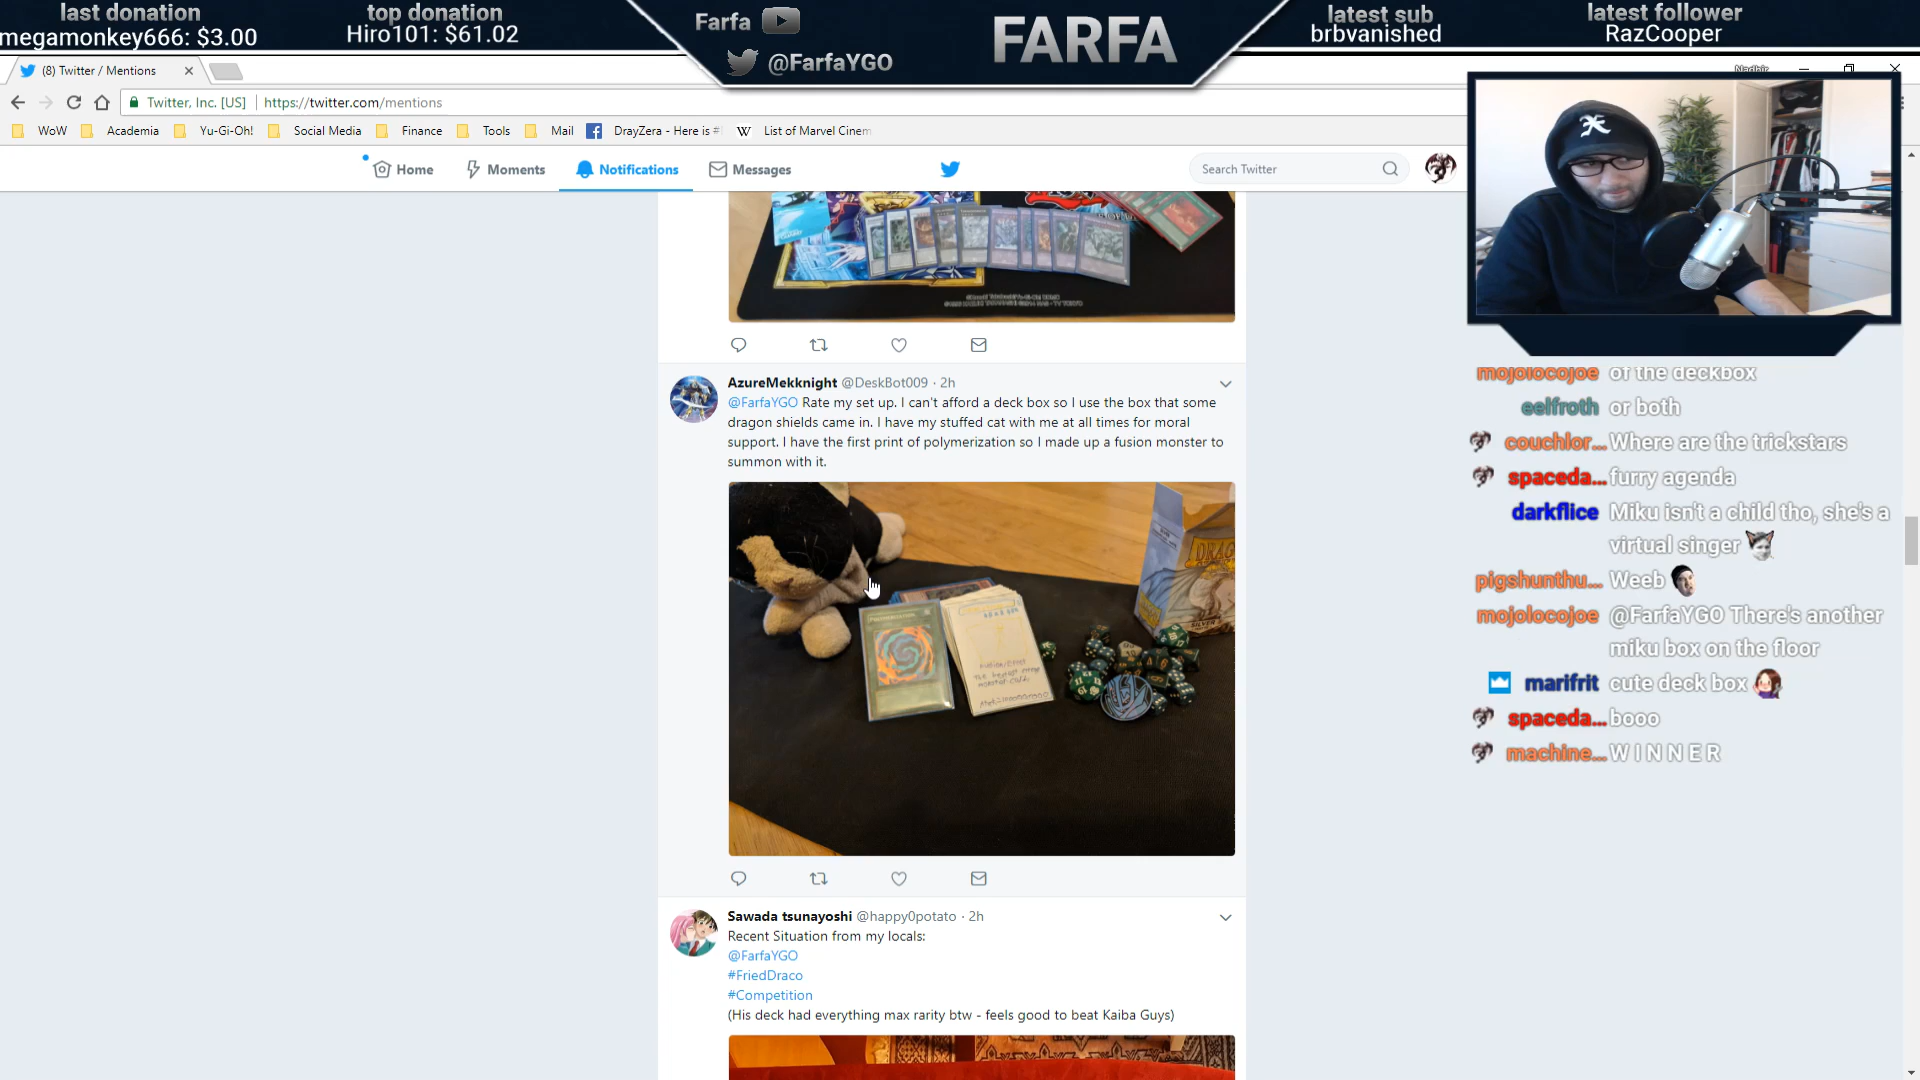 last donation
megamonkey666: $3.00
top donation
Hiro101: $61.02
Farfa
@FarfaYGO
FARFA
latest sub
brbvanished
latest follower
RazCooper
(8) Twitter / Mentions
Twitter, Inc. [US] https://twitter.com/mentions
WoW Academia Yu-Gi-Oh! Social Media Finance Tools Mail DrayZera - Here is # W List of Marvel Cinem
Home Moments Notifications Messages Search Twitter
AzureMekknight @DeskBot009 · 2h
@FarfaYGO Rate my set up. I can't afford a deck box so I use the box that some
dragon shields came in. I have my stuffed cat with me at all times for moral
support. I have the first print of polymerization so I made up a fusion monster to
summon with it.
DRAG
SILVER
POLYMERIZATION
Sawada tsunayoshi @happy0potato · 2h
Recent Situation from my locals:
@FarfaYGO
#FriedDraco
#Competition
(His deck had everything max rarity btw - feels good to beat Kaiba Guys)
mojolocojoe of the deckbox
eelfroth or both
couchlor... Where are the trickstars
spaceda... furry agenda
darkflice Miku isn't a child tho, she's a
virtual singer
pigshunthu... Weeb
mojolocojoe @FarfaYGO There's another
miku box on the floor
marifrit cute deck box
spaceda... booo
machine... W I N N E R